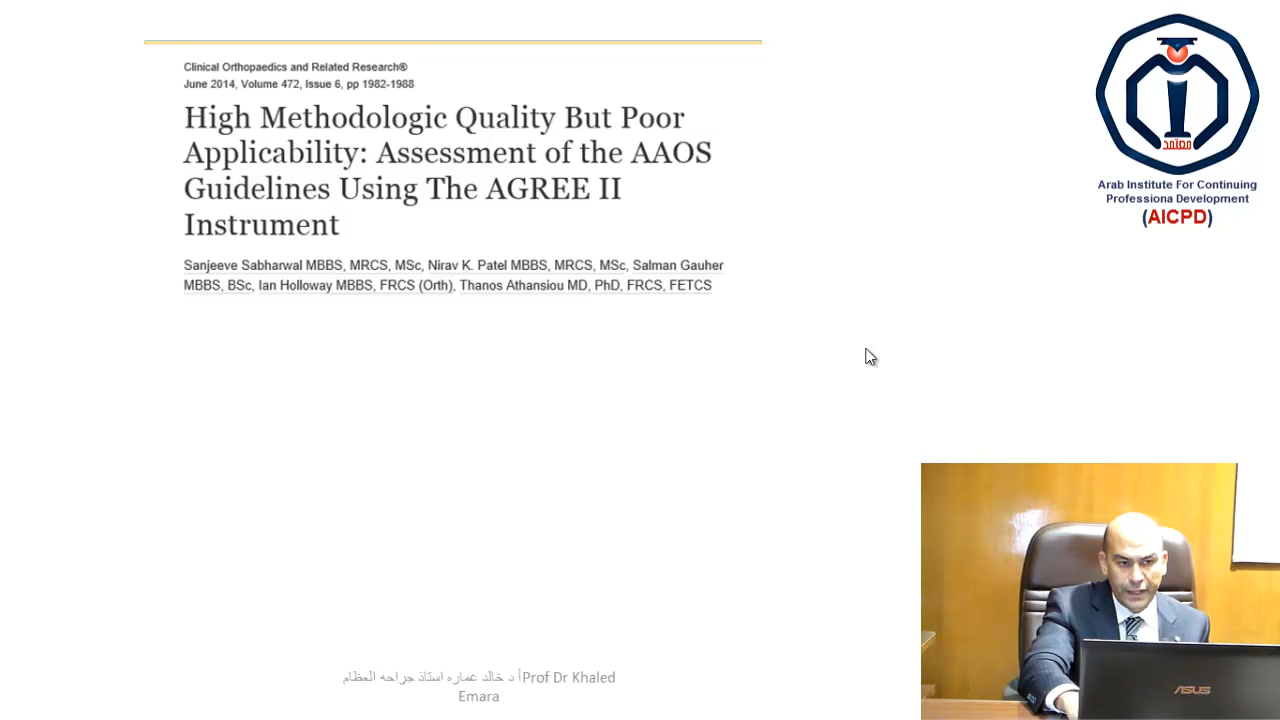 Clinical Orthopaedics and Related Research®
June 2014, Volume 472, Issue 6, pp 1982-1988
High Methodologic Quality But Poor
Applicability: Assessment of the AAOS
Guidelines Using The AGREE II
Instrument
Sanjeeve Sabharwal MBBS, MRCS, MSc, Nirav K. Patel MBBS, MRCS, MSc, Salman Gauher
MBBS, BSc, Ian Holloway MBBS, FRCS (Orth), Thanos Athansiou MD, PhD, FRCS, FETCS
معتمد
Arab Institute For Continuing
Professiona Development
(AICPD)
أ د خالد عماره استاذ جراحه العظام Prof Dr Khaled
Emara
ASUS